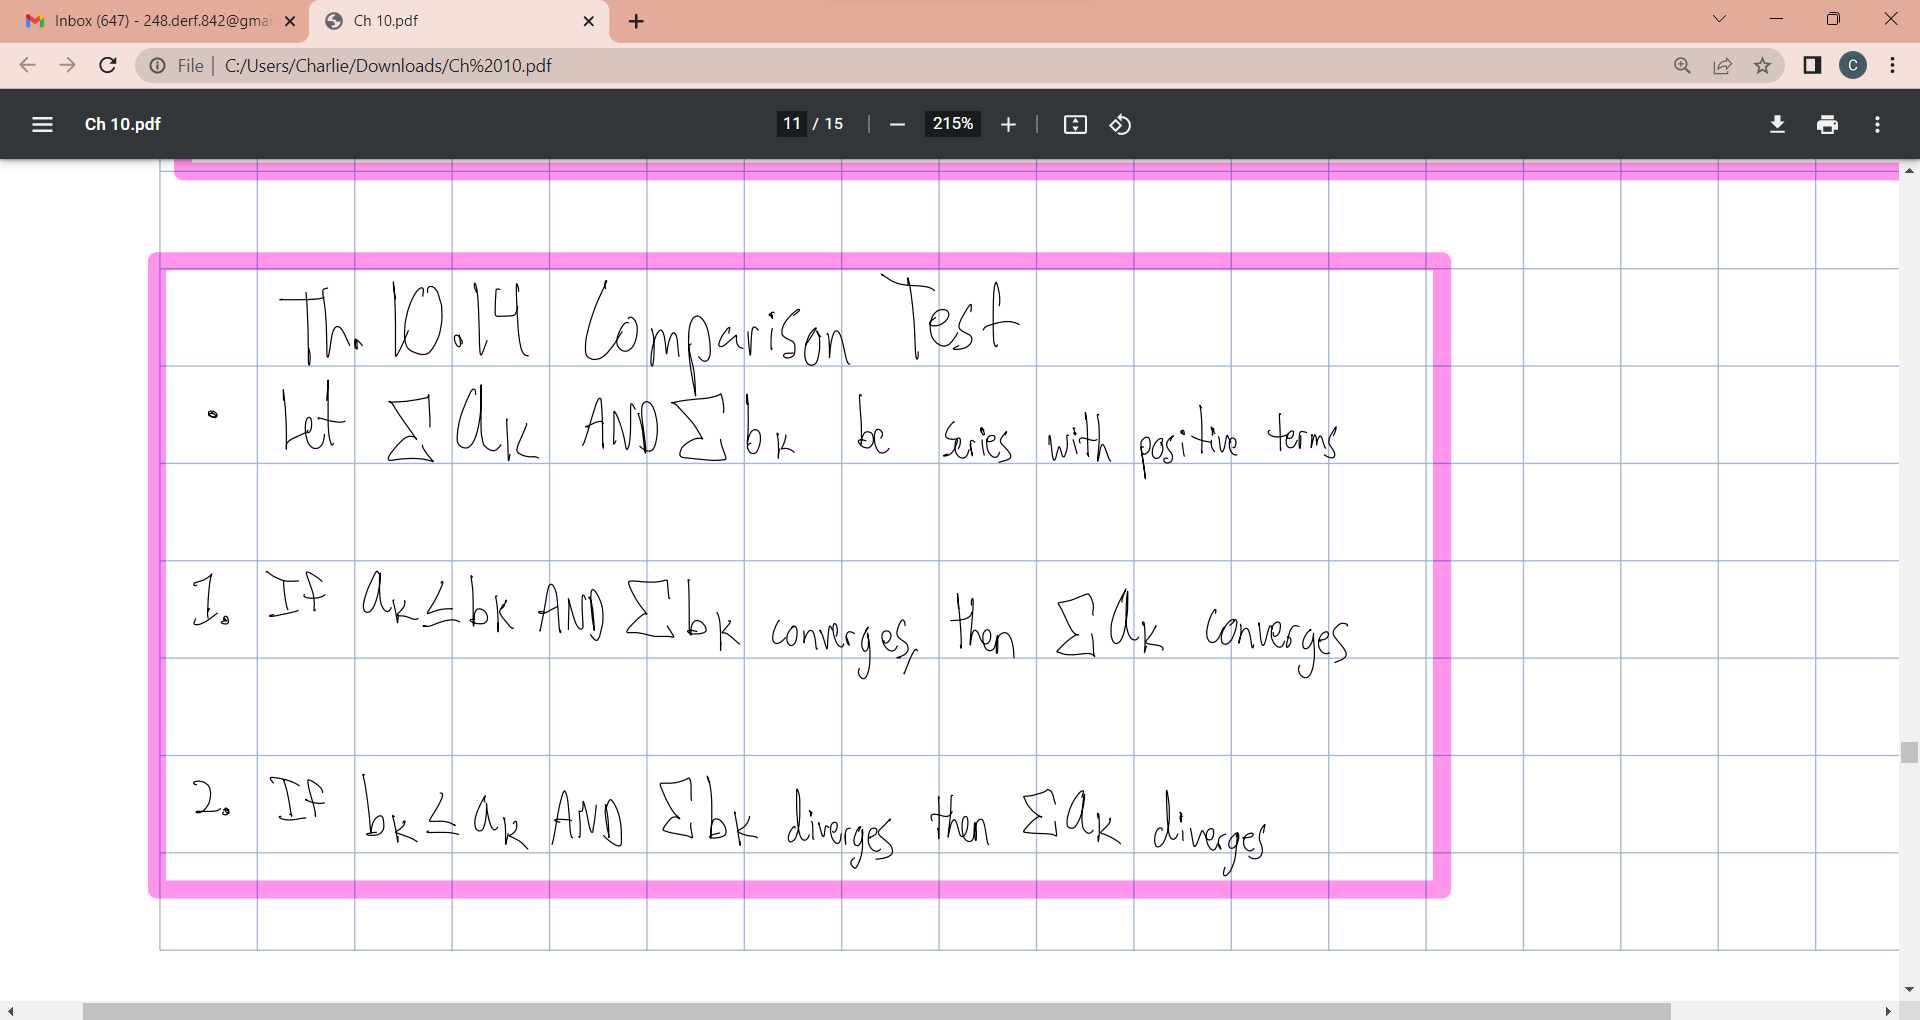 Inbox (647) - 248.derf.842@gmai
Ch 10.pdf
File | C:/Users/Charlie/Downloads/Ch%2010.pdf
C
Ch 10.pdf
11 / 15
215%
Th. 10.14 Comparison Test
• Let ∑ aₖ AND ∑ bₖ be series with positive terms
1. If aₖ ≤ bₖ AND ∑ bₖ converges, then ∑ aₖ converges
2. If bₖ ≤ aₖ AND ∑ bₖ diverges then ∑ aₖ diverges